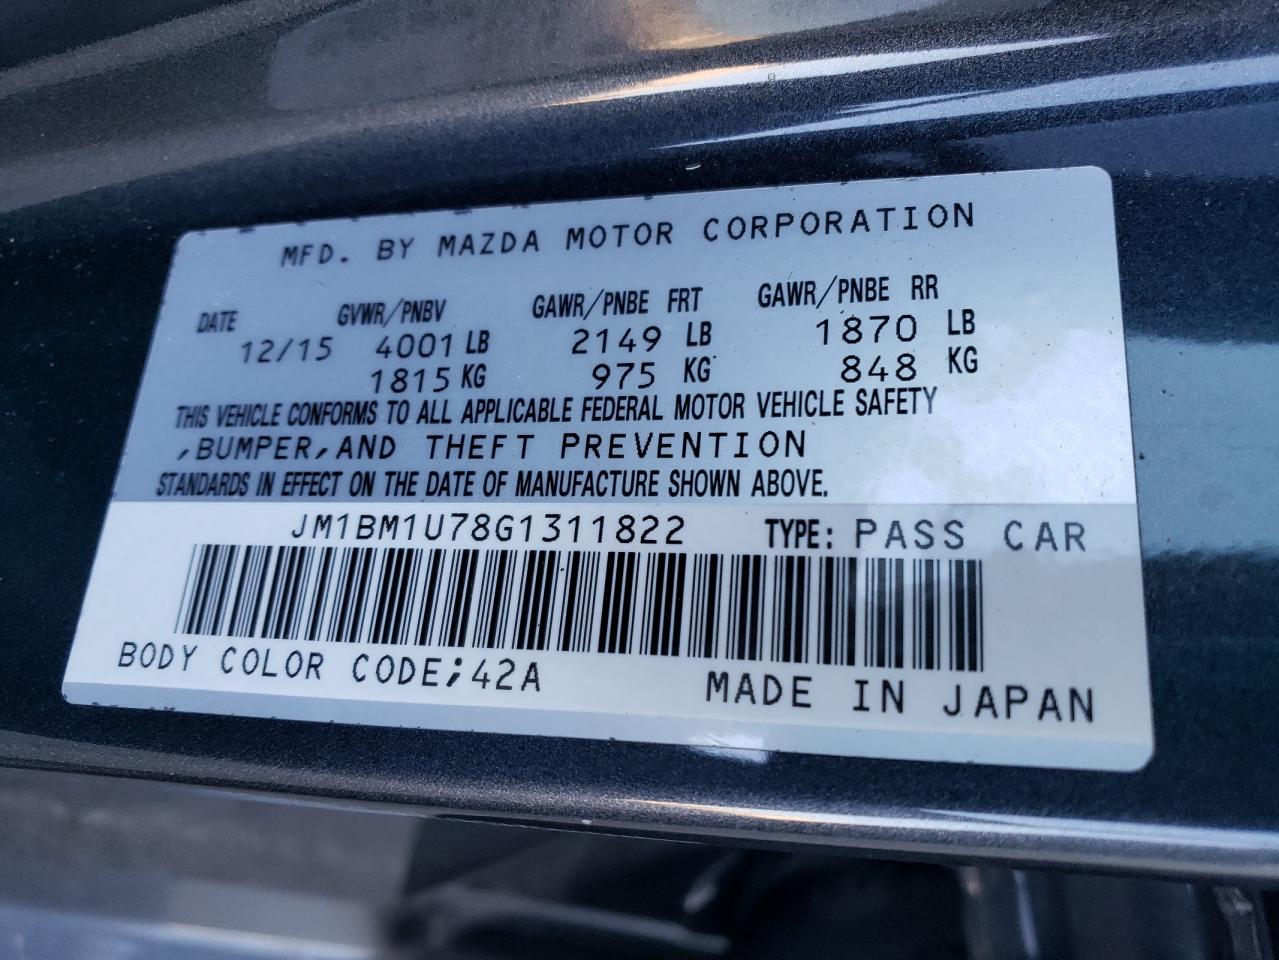 MFD. BY MAZDA MOTOR CORPORATION
DATE GVWR/PNBV GAWR/PNBE FRT GAWR/PNBE RR
12/15 4001 LB 2149 LB 1870 LB
1815 KG 975 KG 848 KG
THIS VEHICLE CONFORMS TO ALL APPLICABLE FEDERAL MOTOR VEHICLE SAFETY
,BUMPER,AND THEFT PREVENTION
STANDARDS IN EFFECT ON THE DATE OF MANUFACTURE SHOWN ABOVE.
JM1BM1U78G1311822 TYPE: PASS CAR
BODY COLOR CODE;42A MADE IN JAPAN